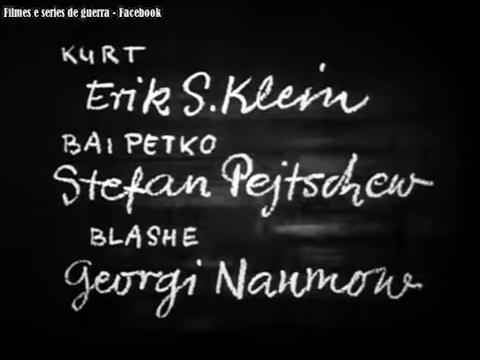 Filmes e series de guerra - Facebook
KURT
Erik S. Klein
BAI PETKO
Stefan Pejtschew
BLASHE
Georgi Naumow